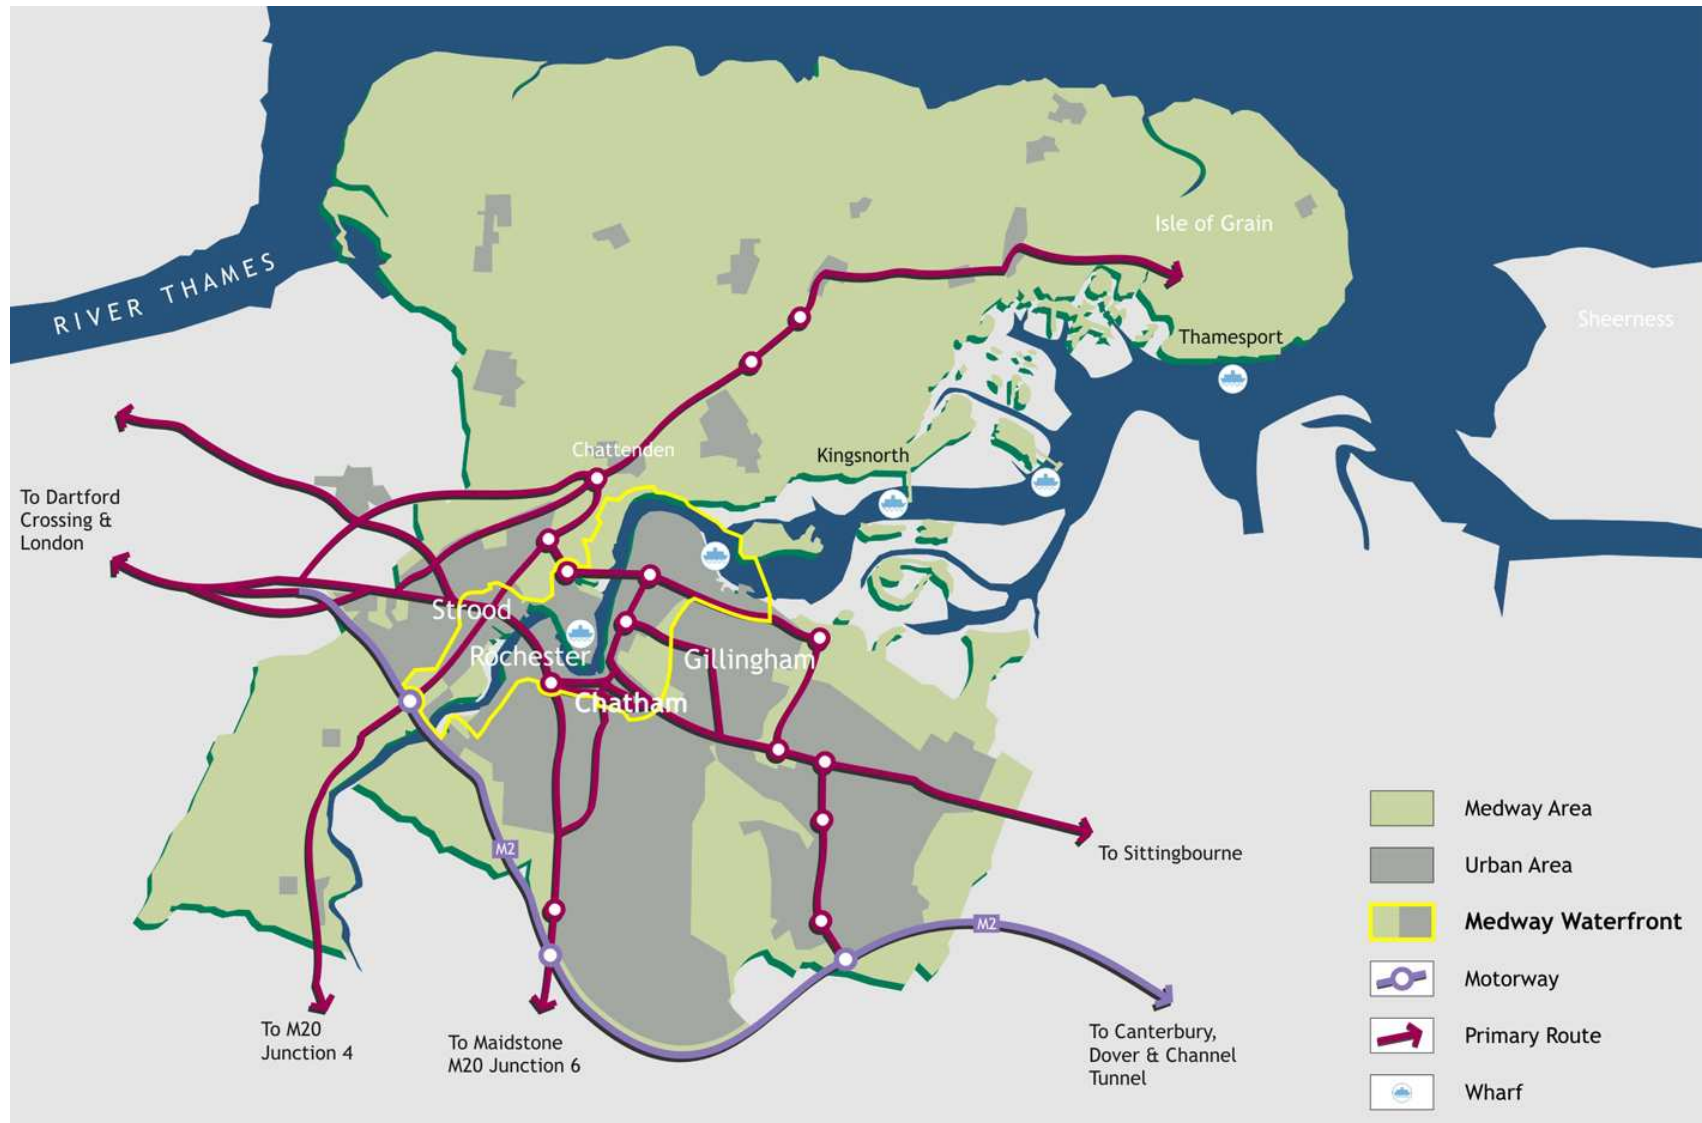 Isle of Grain
RIVER THAMES
Sheerness
Thamesport
Chattenden
Kingsnorth
To Dartford
Crossing &
London
Strood
Rochester
Gillingham
Chatham
M2
To Sittingbourne
M2
To M20
Junction 4
To Maidstone
M20 Junction 6
To Canterbury,
Dover & Channel
Tunnel
Medway Area
Urban Area
Medway Waterfront
Motorway
Primary Route
Wharf